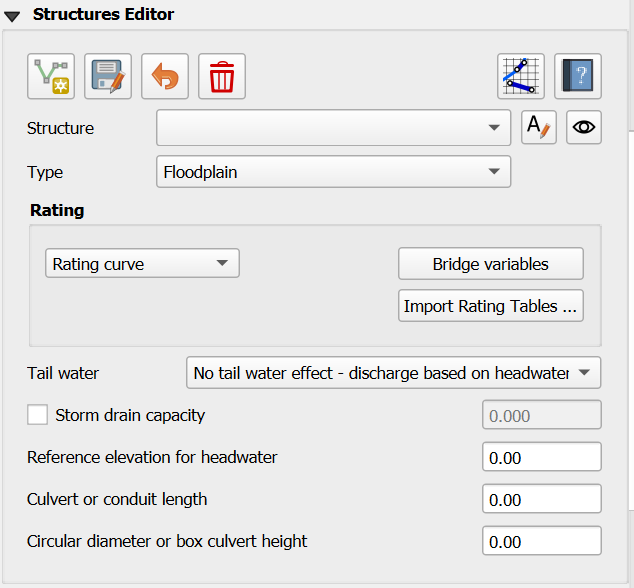 Structures Editor
Structure
A
Type
Floodplain
Rating
Rating curve
Bridge variables
Import Rating Tables ...
Tail water
No tail water effect - discharge based on headwater
Storm drain capacity
0.000
Reference elevation for headwater
0.00
Culvert or conduit length
0.00
Circular diameter or box culvert height
0.00